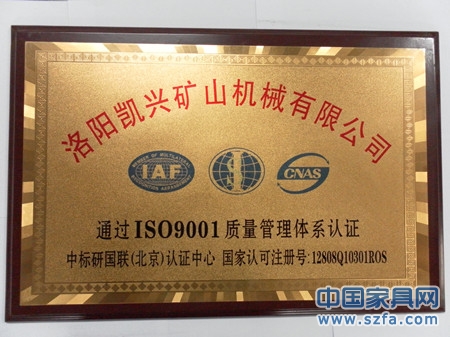 洛阳凯兴矿山机械有限公司
IAF
CNAS
通过ISO9001质量管理体系认证
中标研国联(北京)认证中心 国家认可注册号:12808Q10301ROS
中国家具网
www.szfa.com